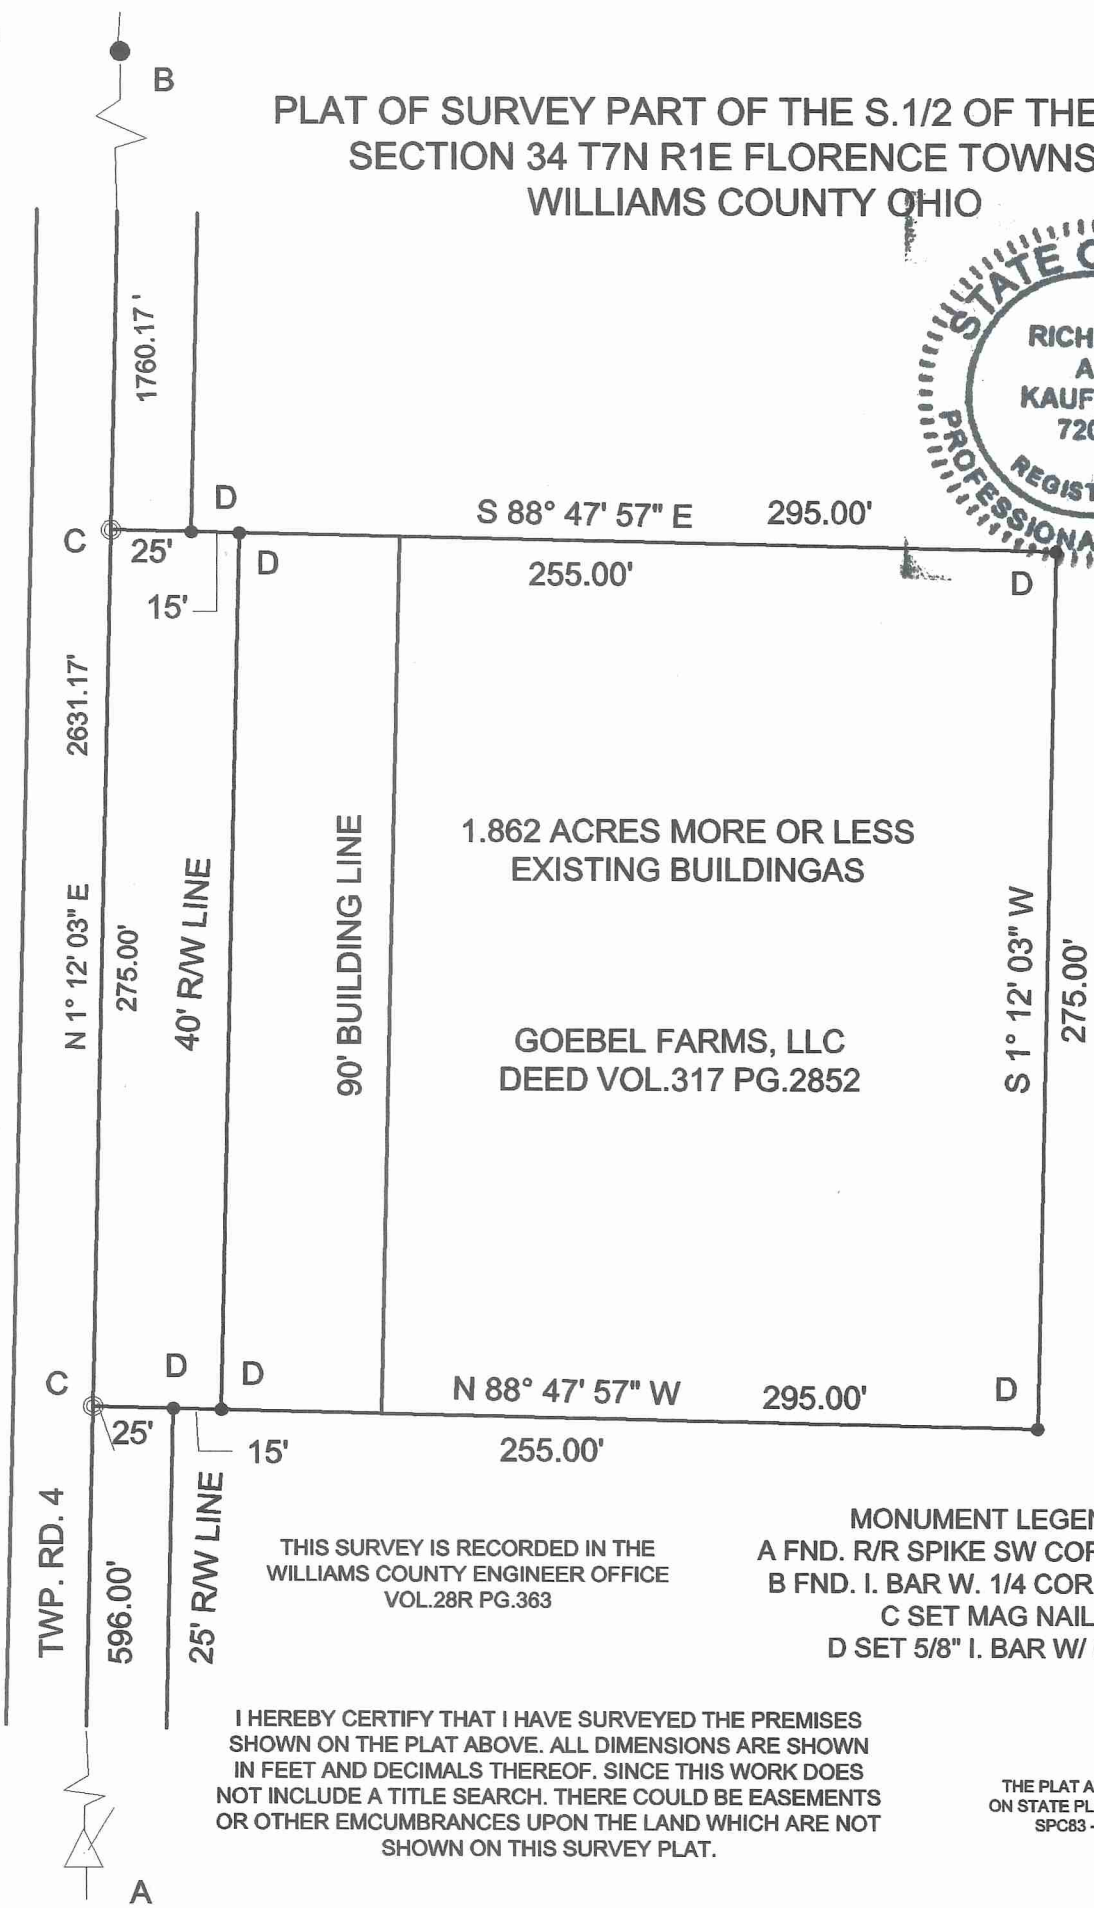 B
PLAT OF SURVEY PART OF THE S.1/2 OF THE
SECTION 34 T7N R1E FLORENCE TOWNS
WILLIAMS COUNTY OHIO
STATE O
RICH
A
KAUF
720
REGIST
PROFESSIONA
1760.17'
D
S 88° 47' 57" E 295.00'
C
25'
D
255.00'
D
15'
2631.17'
N 1° 12' 03" E
275.00'
40' R/W LINE
90' BUILDING LINE
1.862 ACRES MORE OR LESS
EXISTING BUILDINGAS
GOEBEL FARMS, LLC
DEED VOL.317 PG.2852
S 1° 12' 03" W
275.00'
C
D
D
N 88° 47' 57" W 295.00'
D
25'
15'
255.00'
TWP. RD. 4
596.00'
25' R/W LINE
THIS SURVEY IS RECORDED IN THE
WILLIAMS COUNTY ENGINEER OFFICE
VOL.28R PG.363
MONUMENT LEGEN
A FND. R/R SPIKE SW COR
B FND. I. BAR W. 1/4 COR
C SET MAG NAIL
D SET 5/8" I. BAR W/
I HEREBY CERTIFY THAT I HAVE SURVEYED THE PREMISES
SHOWN ON THE PLAT ABOVE. ALL DIMENSIONS ARE SHOWN
IN FEET AND DECIMALS THEREOF. SINCE THIS WORK DOES
NOT INCLUDE A TITLE SEARCH. THERE COULD BE EASEMENTS
OR OTHER EMCUMBRANCES UPON THE LAND WHICH ARE NOT
SHOWN ON THIS SURVEY PLAT.
THE PLAT A
ON STATE PL
SPC83 -
A